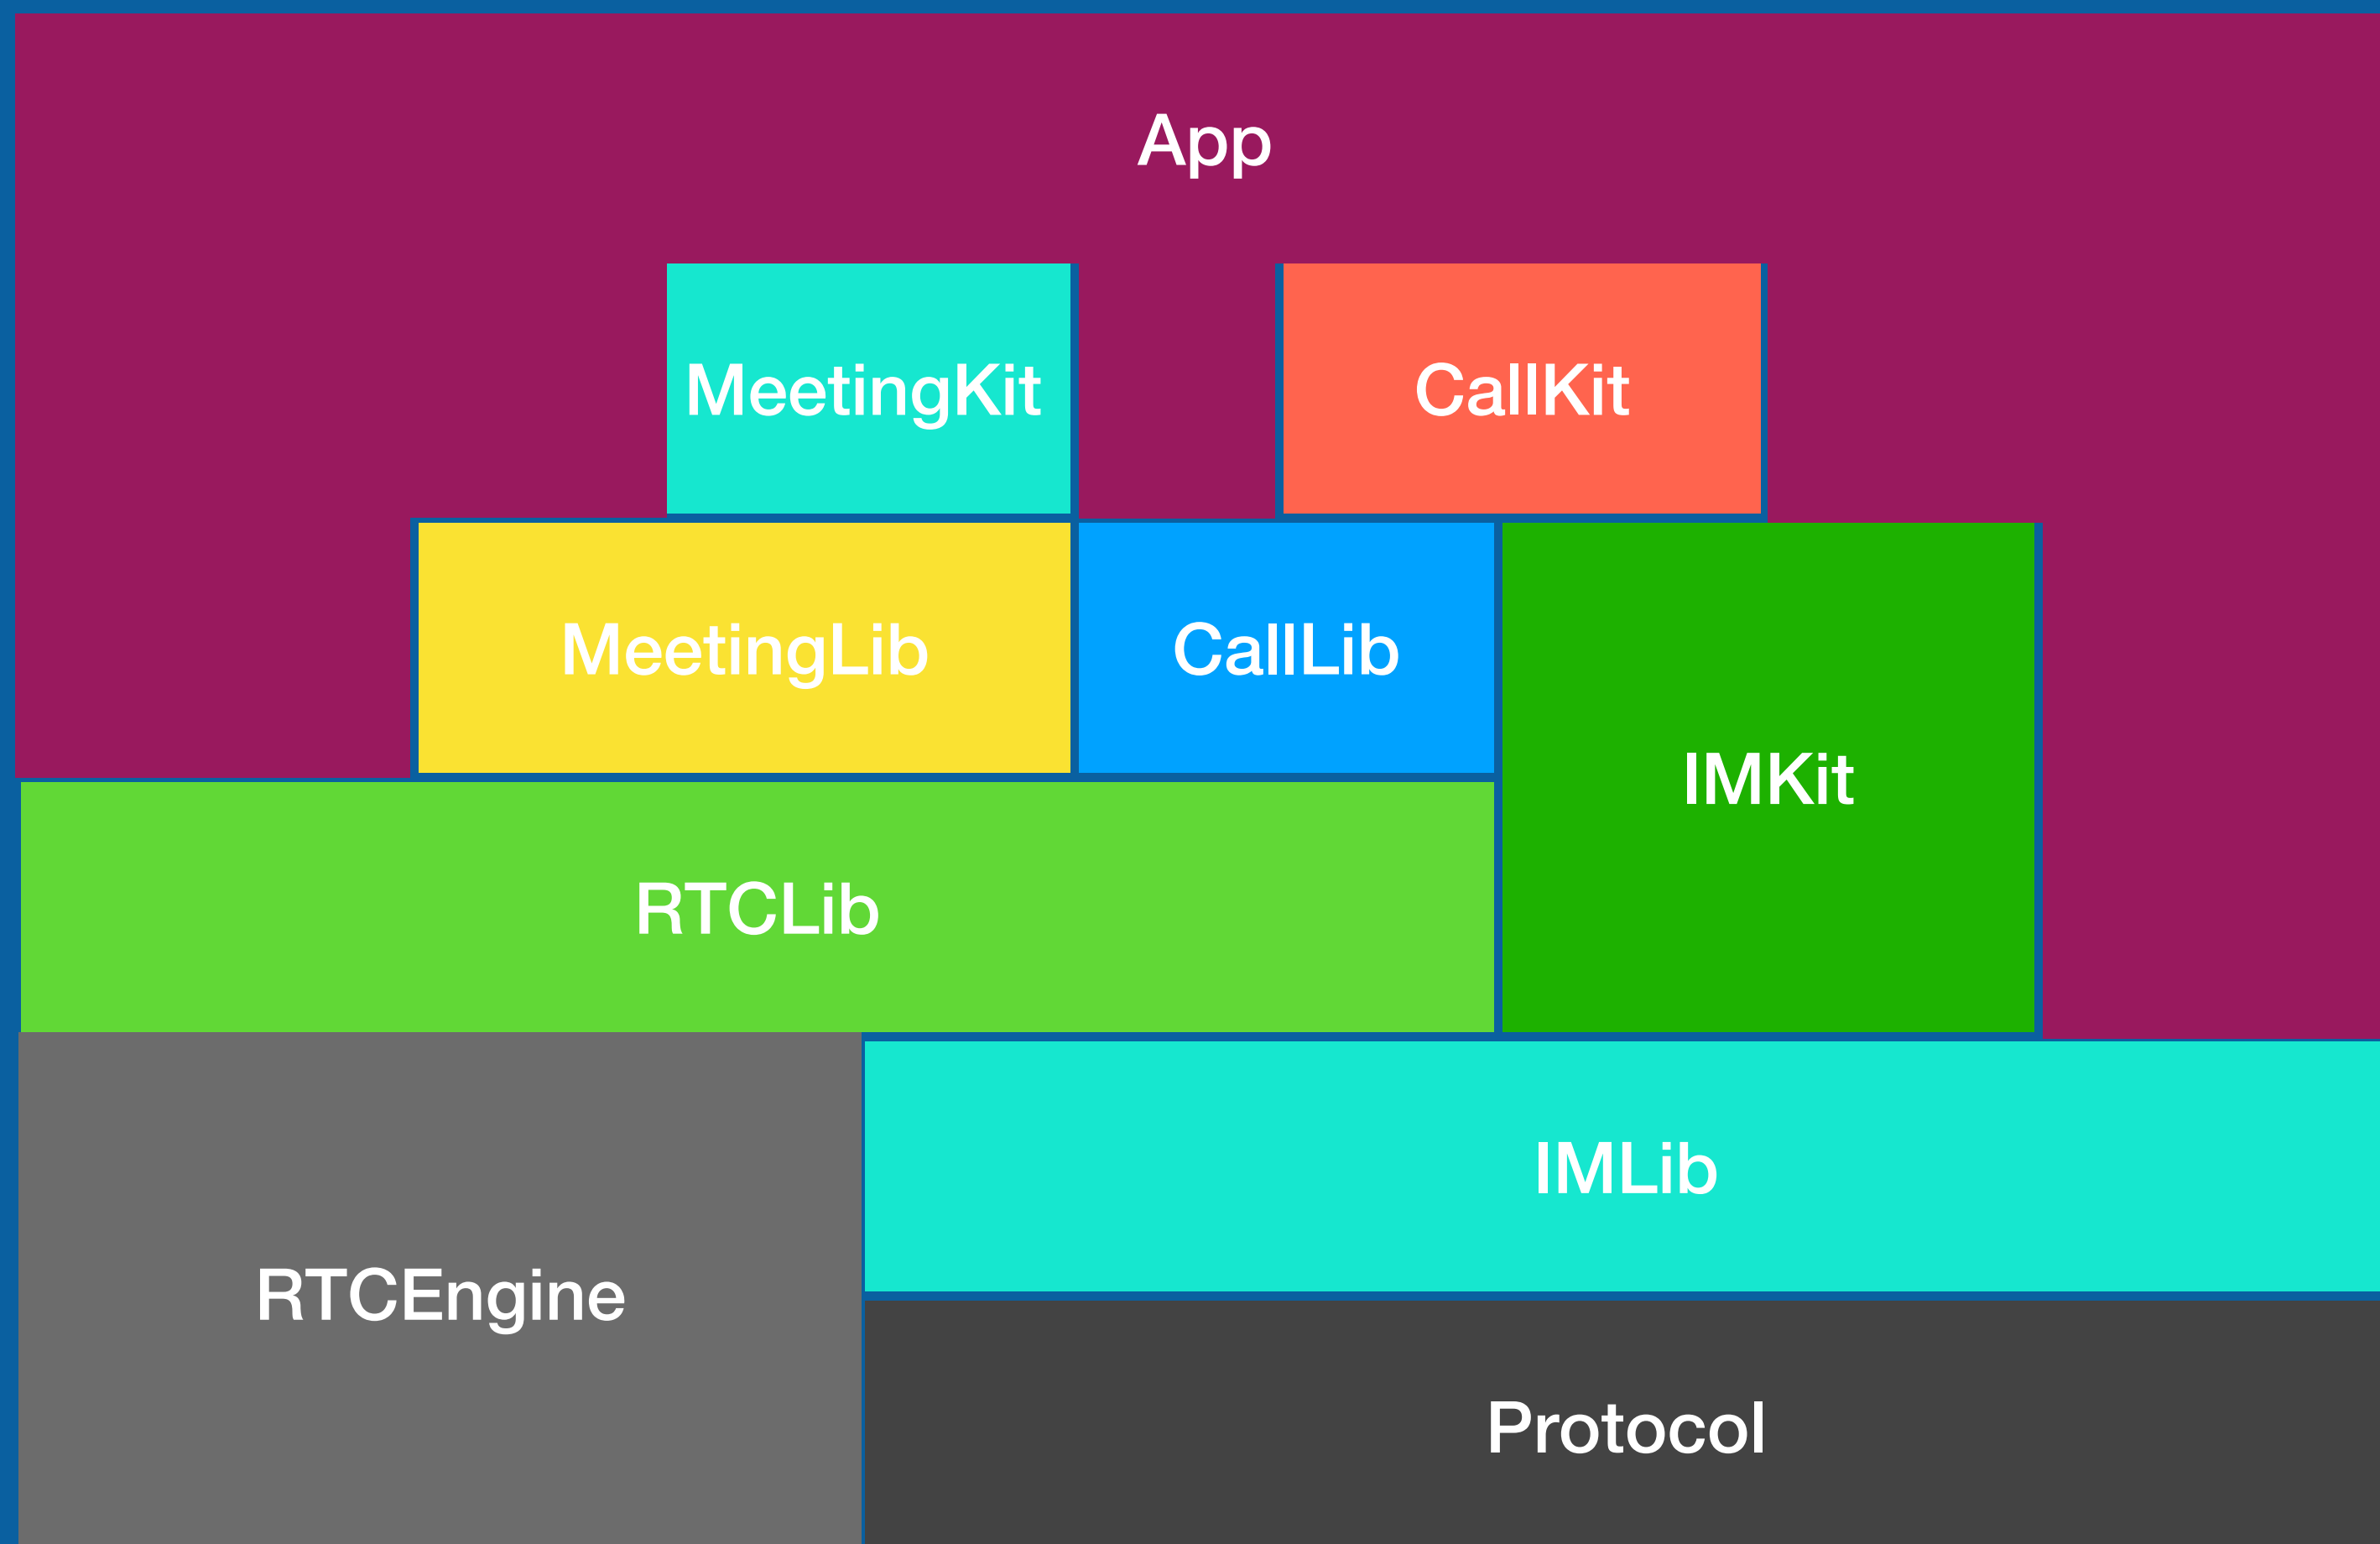 App
MeetingKit
CallKit
MeetingLib
CallLib
IMKit
RTCLib
IMLib
RTCEngine
Protocol